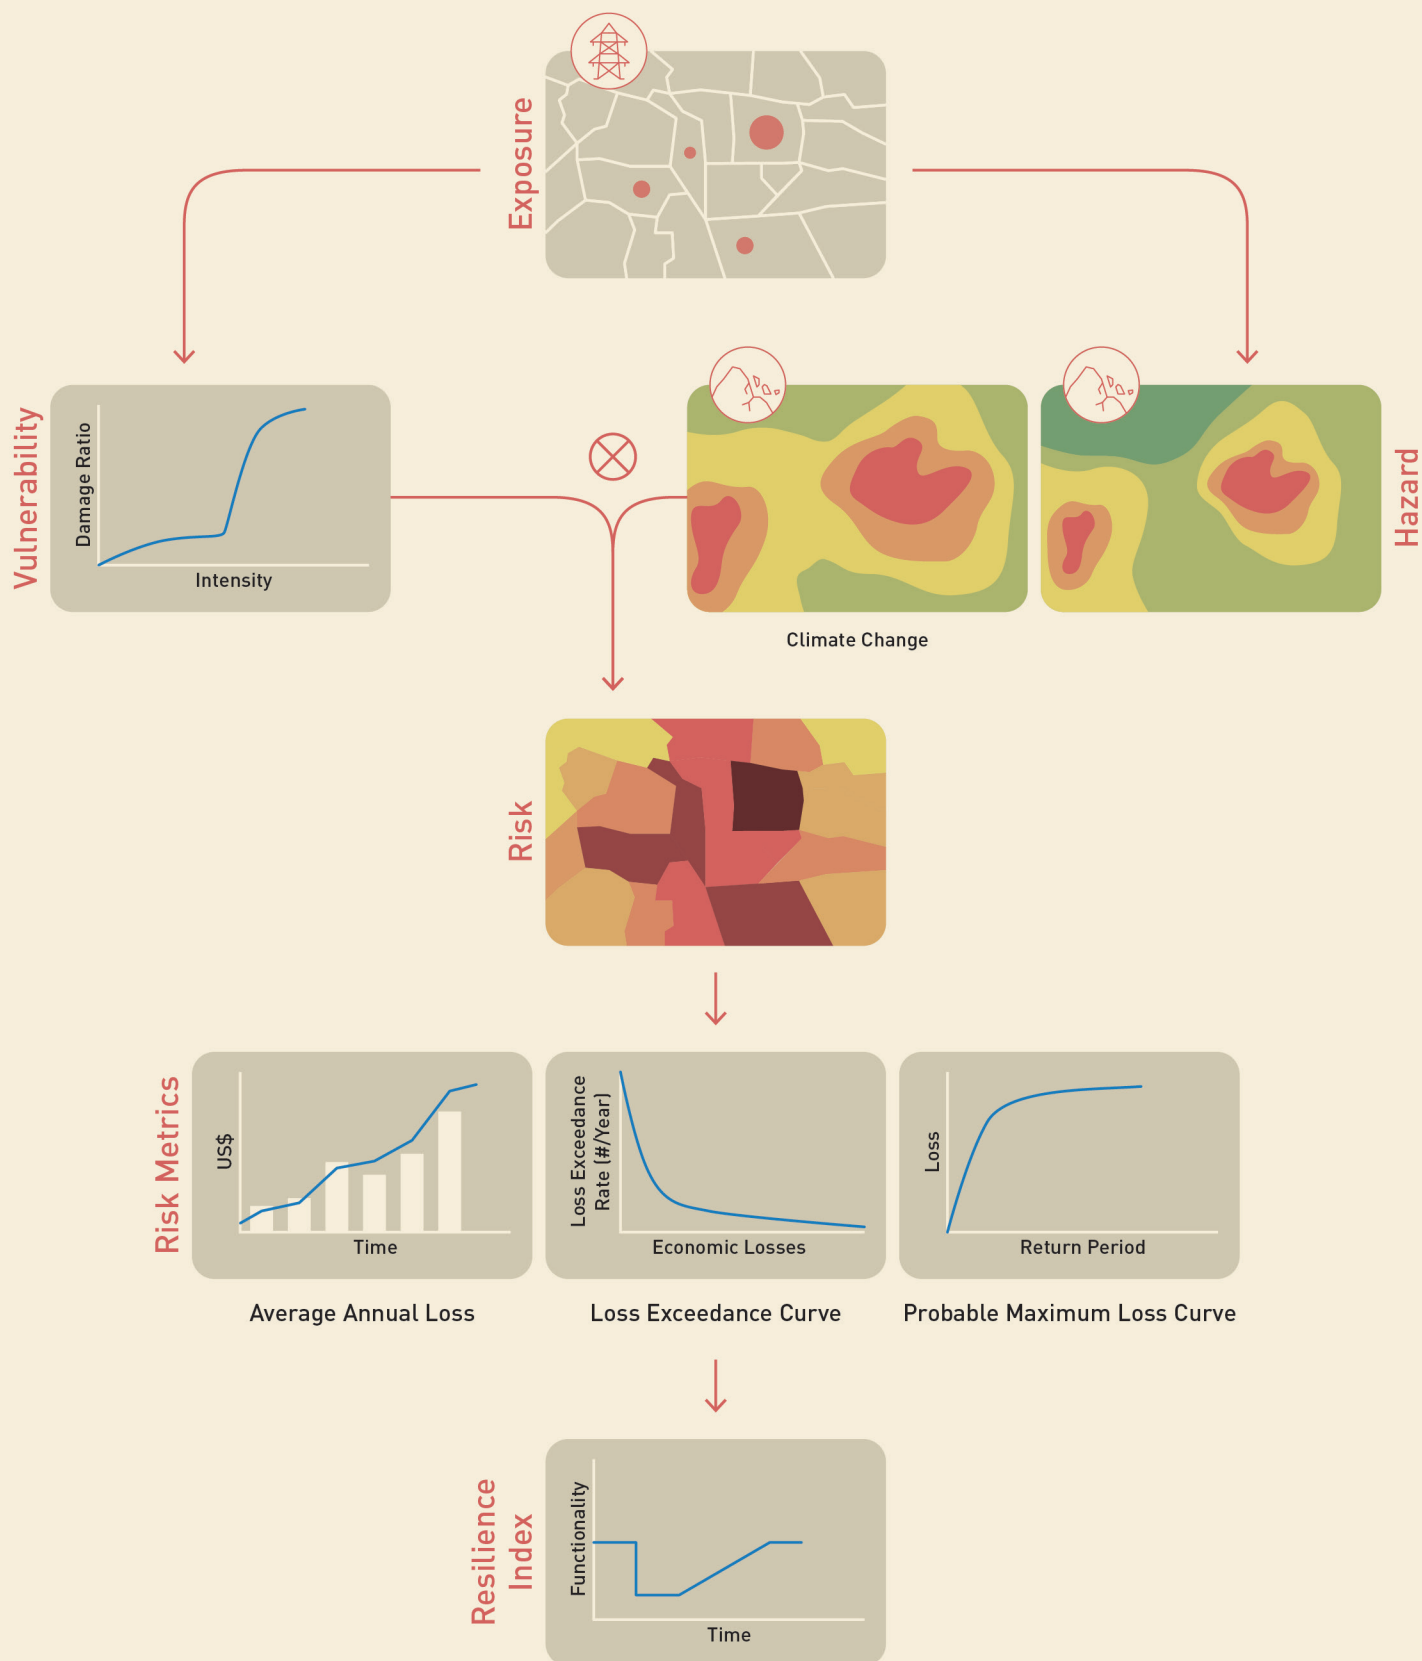 Exposure
Vulnerability
Damage Ratio
Intensity
Climate Change
Hazard
Risk
Risk Metrics
US$
Time
Average Annual Loss
Loss Exceedance
Rate (#/Year)
Economic Losses
Loss Exceedance Curve
Loss
Return Period
Probable Maximum Loss Curve
Resilience
Index
Functionality
Time